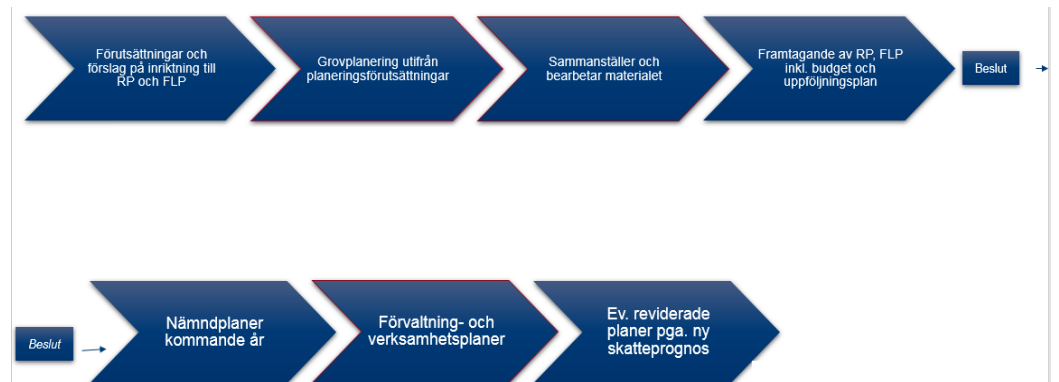 Förutsättningar och
förslag på inriktning till
RP och FLP
Grovplanering utifrån
planeringsförutsättningar
Sammanställer och
bearbetar materialet
Framtagande av RP, FLP
inkl. budget och
uppföljningsplan
Beslut
Beslut
Nämndplaner
kommande år
Förvaltning- och
verksamhetsplaner
Ev. reviderade
planer pga. ny
skatteprognos